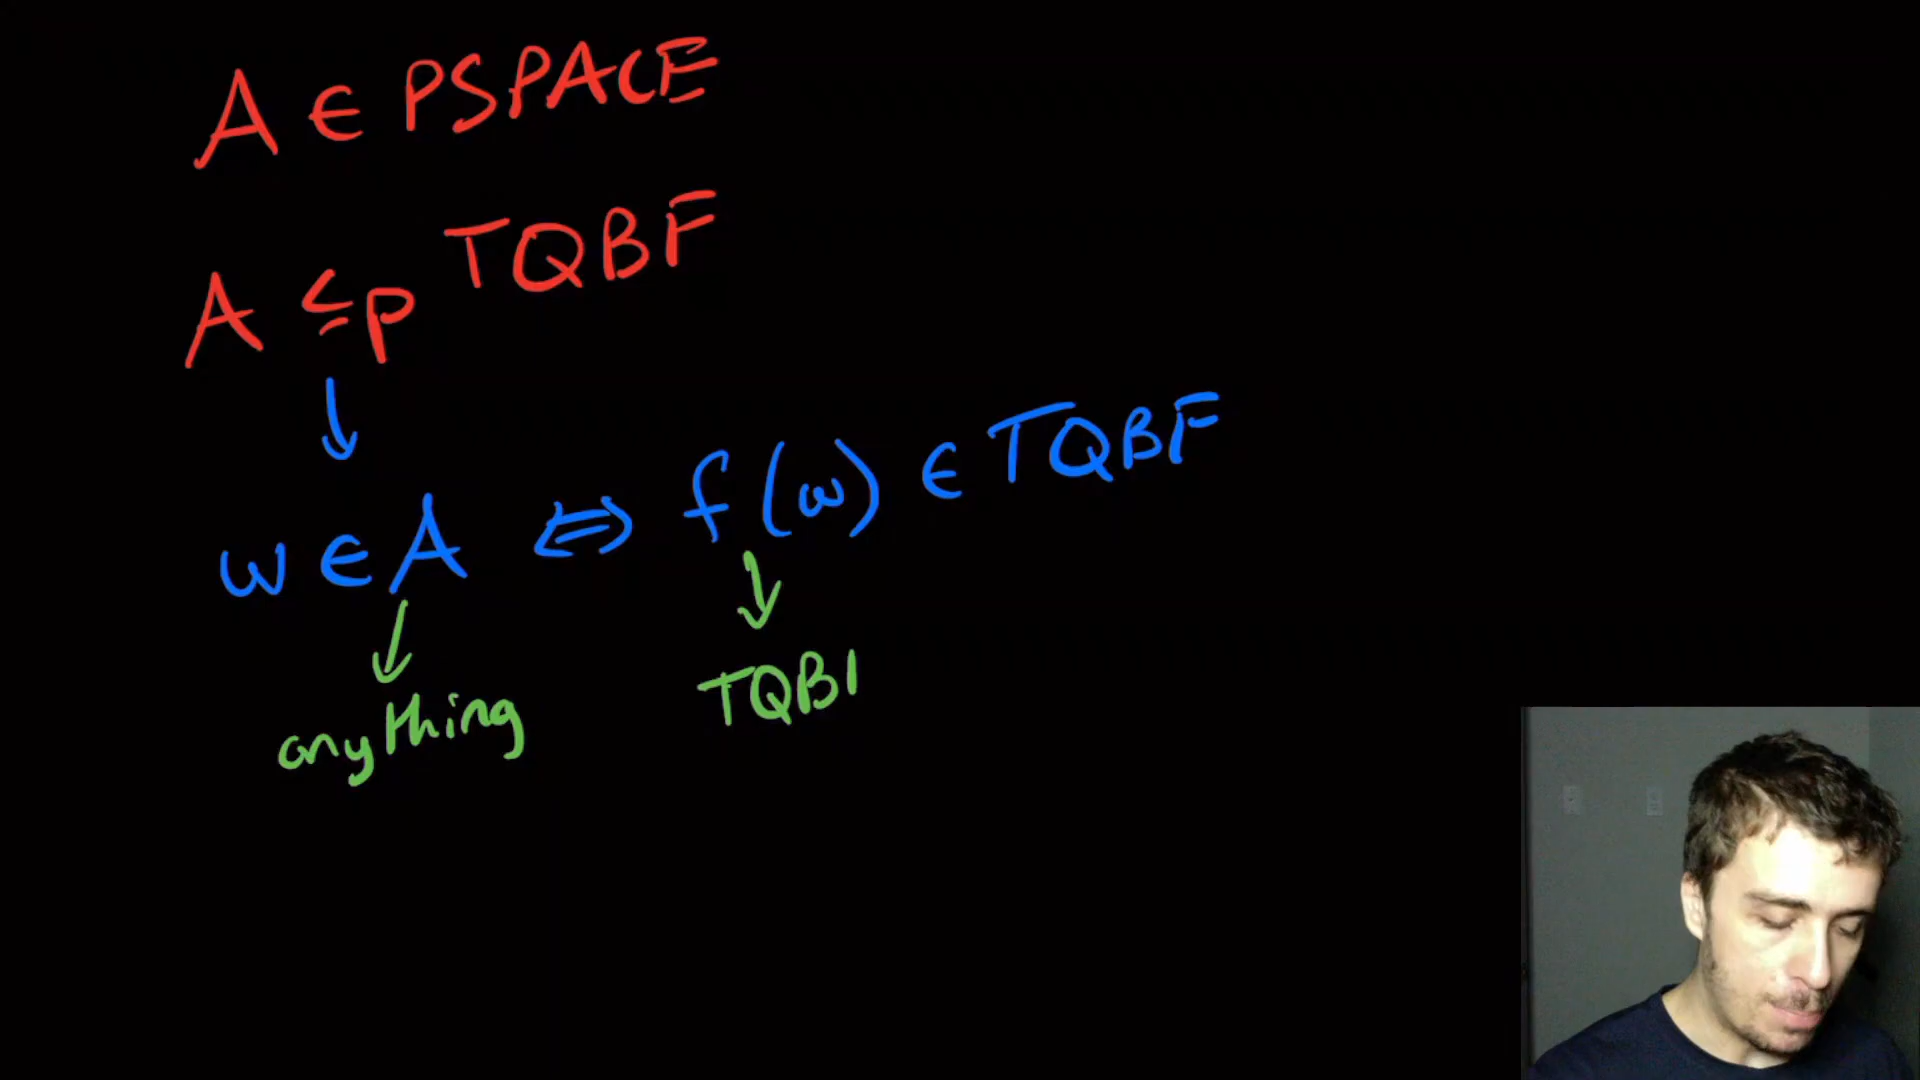 A ∈ PSPACE
A ≤p TQBF
↓
w ∈ A ⇔ f(w) ∈ TQBF
↓ ↓
anything TQBI